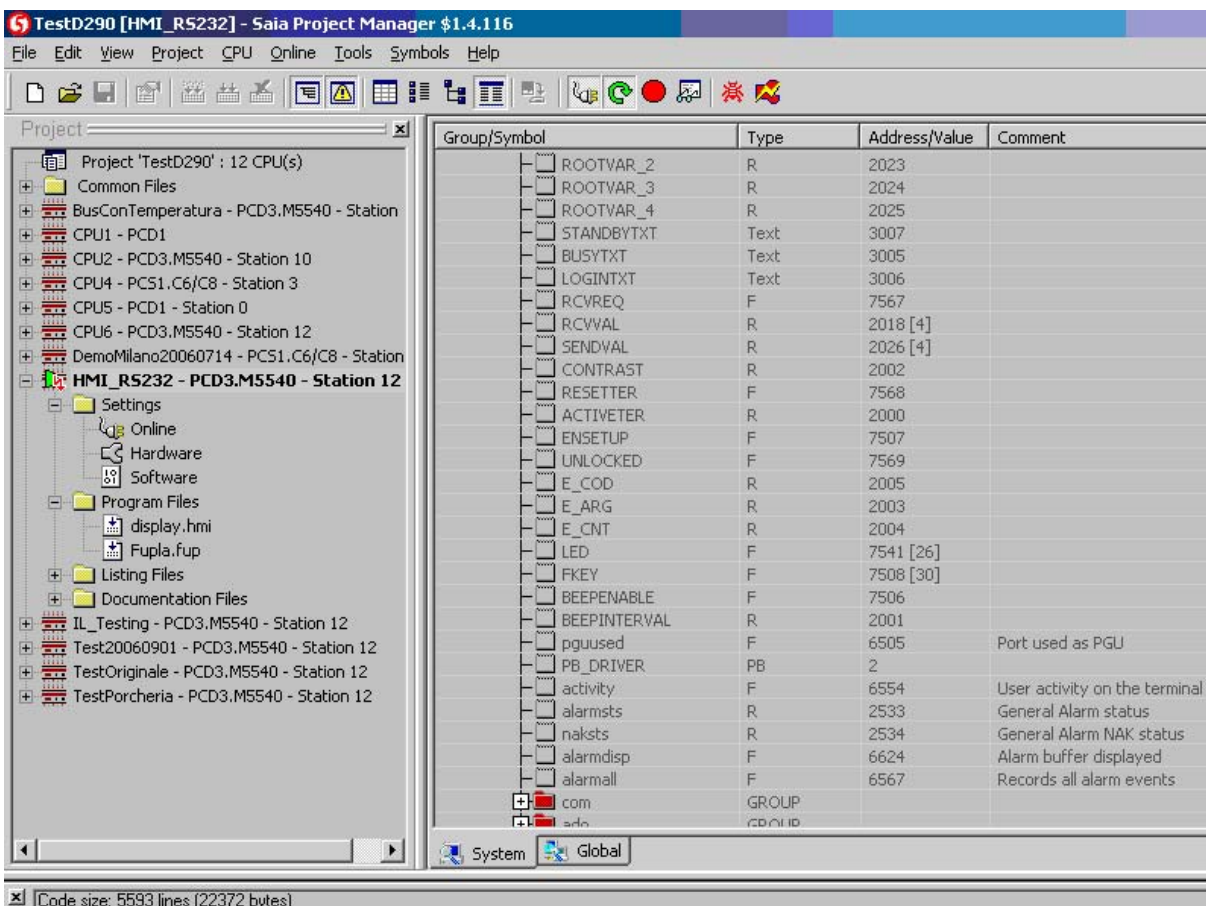 TestD290 [HMI_RS232] - Saia Project Manager $1.4.116
File Edit View Project CPU Online Tools Symbols Help
Project
Project 'TestD290' : 12 CPU(s)
Common Files
BusConTemperatura - PCD3.M5540 - Station
CPU1 - PCD1
CPU2 - PCD3.M5540 - Station 10
CPU4 - PCS1.C6/C8 - Station 3
CPU5 - PCD1 - Station 0
CPU6 - PCD3.M5540 - Station 12
DemoMilano20060714 - PCS1.C6/C8 - Station
HMI_RS232 - PCD3.M5540 - Station 12
Settings
Online
Hardware
Software
Program Files
display.hmi
Fupla.fup
Listing Files
Documentation Files
IL_Testing - PCD3.M5540 - Station 12
Test20060901 - PCD3.M5540 - Station 12
TestOriginale - PCD3.M5540 - Station 12
TestPorcheria - PCD3.M5540 - Station 12
Group/Symbol Type Address/Value Comment
ROOTVAR_2 R 2023
ROOTVAR_3 R 2024
ROOTVAR_4 R 2025
STANDBYTXT Text 3007
BUSYTXT Text 3005
LOGINTXT Text 3006
RCVREQ F 7567
RCVVAL R 2018 [4]
SENDVAL R 2026 [4]
CONTRAST R 2002
RESETTER F 7568
ACTIVETER R 2000
ENSETUP F 7507
UNLOCKED F 7569
E_COD R 2005
E_ARG R 2003
E_CNT R 2004
LED F 7541 [26]
FKEY F 7508 [30]
BEEPENABLE F 7506
BEEPINTERVAL R 2001
pguused F 6505 Port used as PGU
PB_DRIVER PB 2
activity F 6554 User activity on the terminal
alarmsts R 2533 General Alarm status
naksts R 2534 General Alarm NAK status
alarmdisp F 6624 Alarm buffer displayed
alarmall F 6567 Records all alarm events
com GROUP
GROUP
System Global
Code size: 5593 lines (22372 bytes)